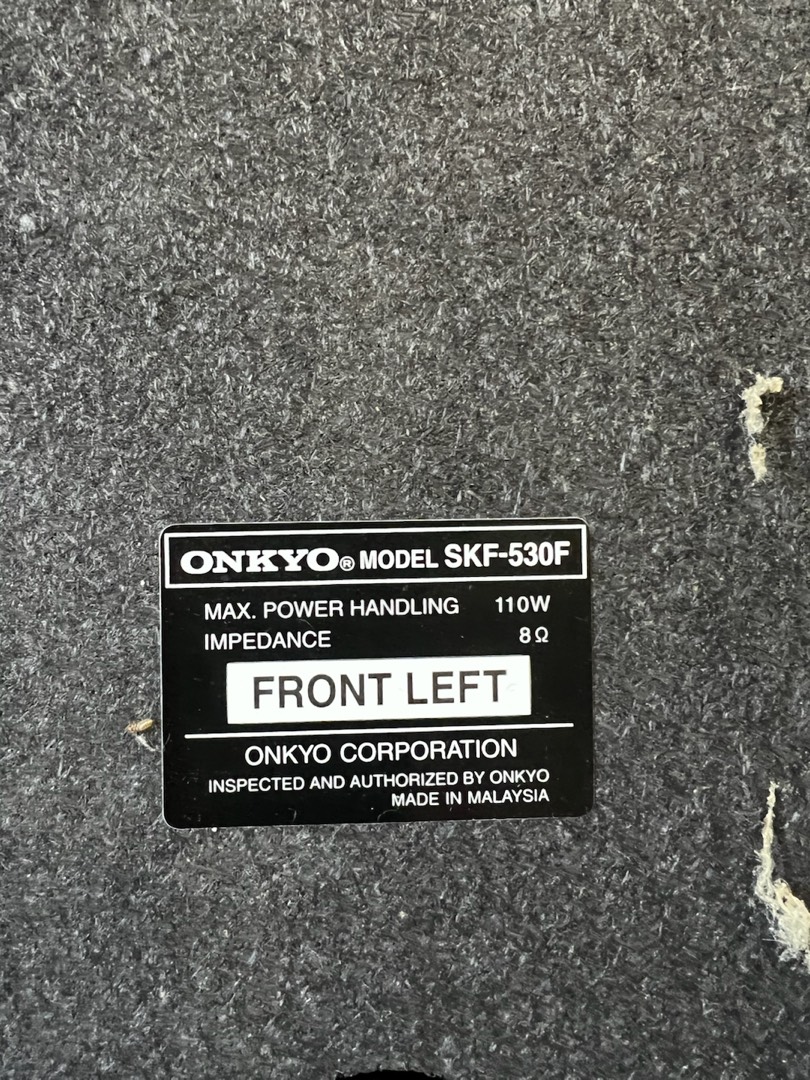 ONKYO® MODEL SKF-530F
MAX. POWER HANDLING 110W
IMPEDANCE 8Ω
FRONT LEFT
ONKYO CORPORATION
INSPECTED AND AUTHORIZED BY ONKYO
MADE IN MALAYSIA